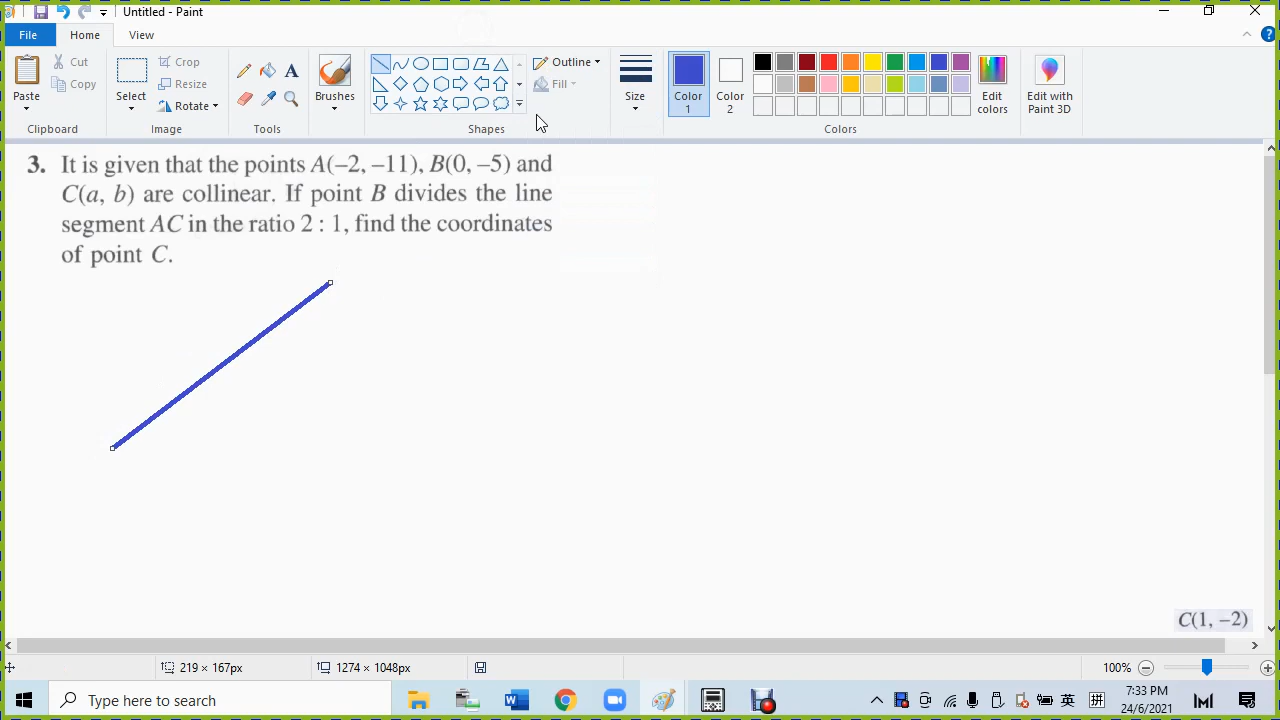 Untitled - Paint
File
Home
View
Paste
Cut
Copy
Clipboard
Select
Crop
Resize
Rotate
Image
A
Tools
Brushes
Shapes
Outline
Fill
Size
Color
1
Color
2
Edit
colors
Edit with
Paint 3D
Colors
3. It is given that the points A(–2, –11), B(0, –5) and
C(a, b) are collinear. If point B divides the line
segment AC in the ratio 2 : 1, find the coordinates
of point C.
C(1, –2)
219 × 167px
1274 × 1048px
100%
Type here to search
英
拼
7:33 PM
24/6/2021